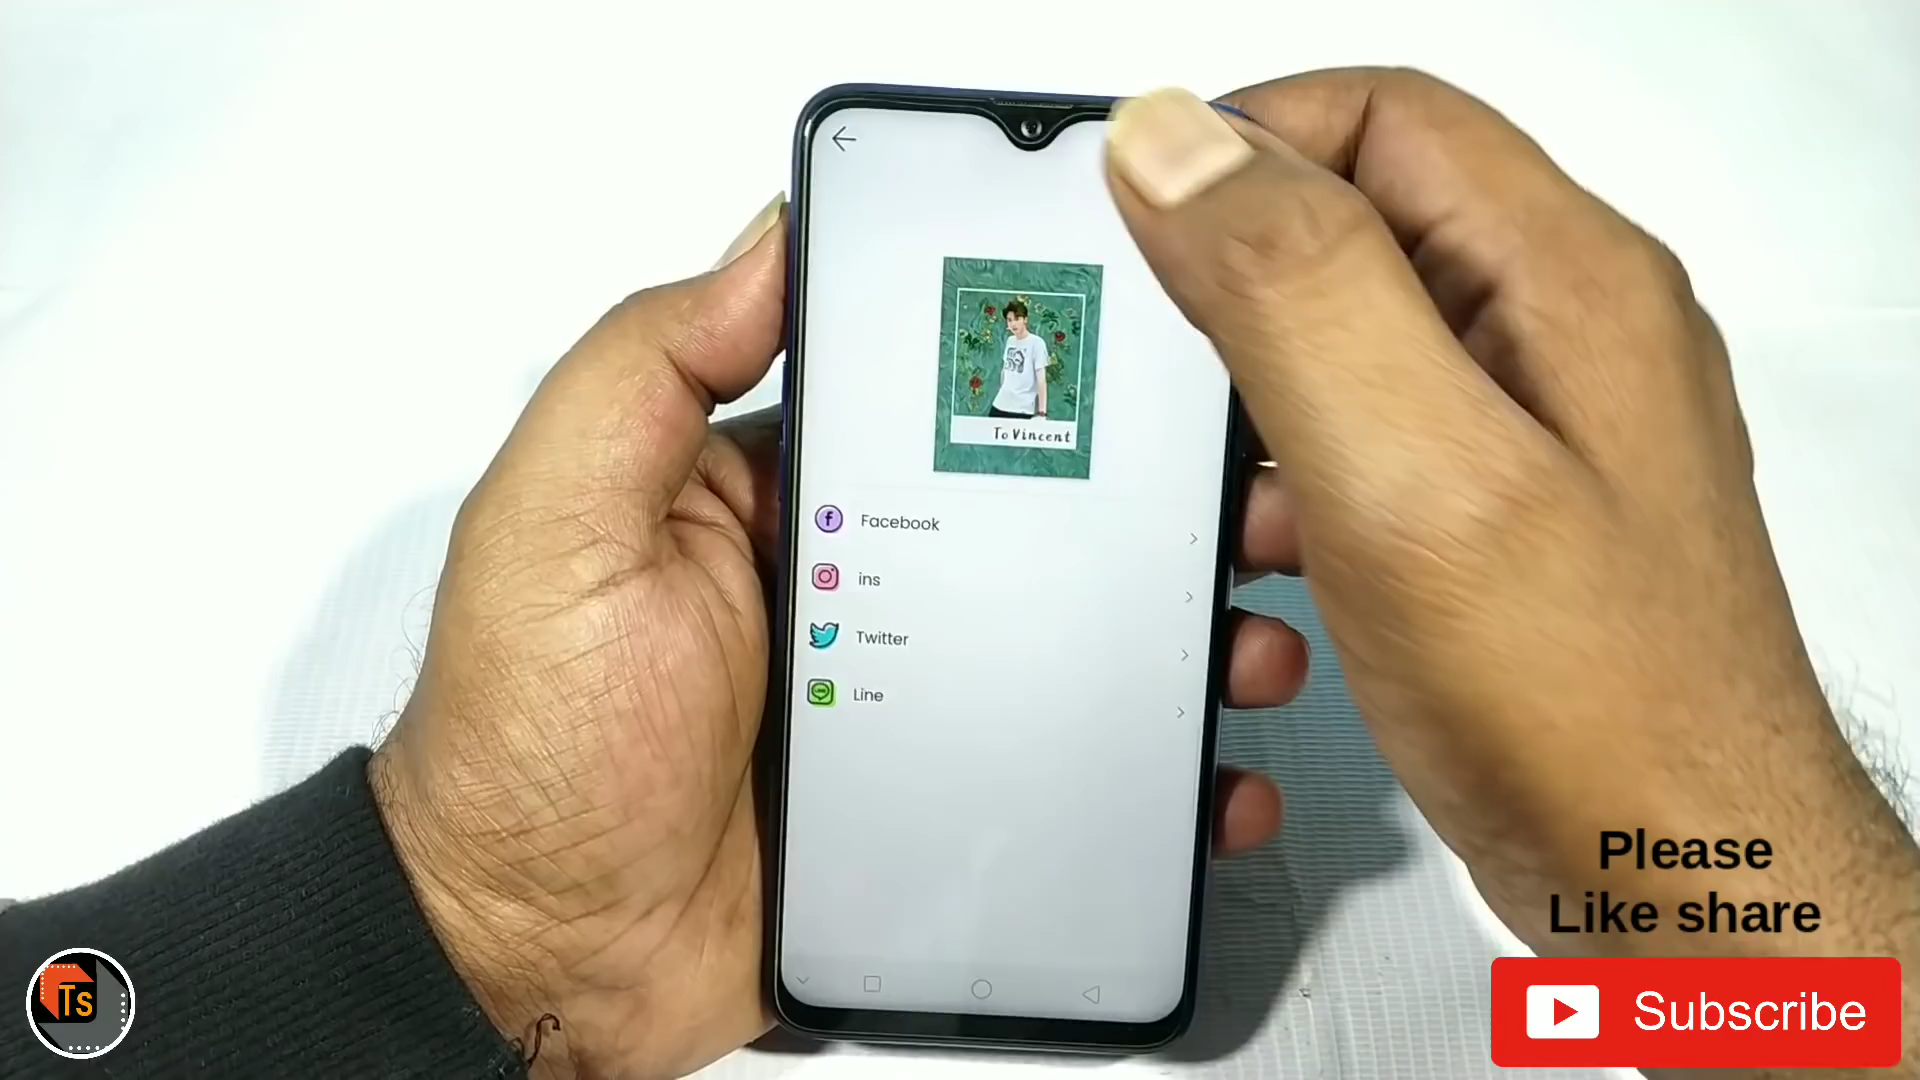 To Vincent
Facebook
ins
Twitter
Line
Please
Like share
Subscribe
Ts